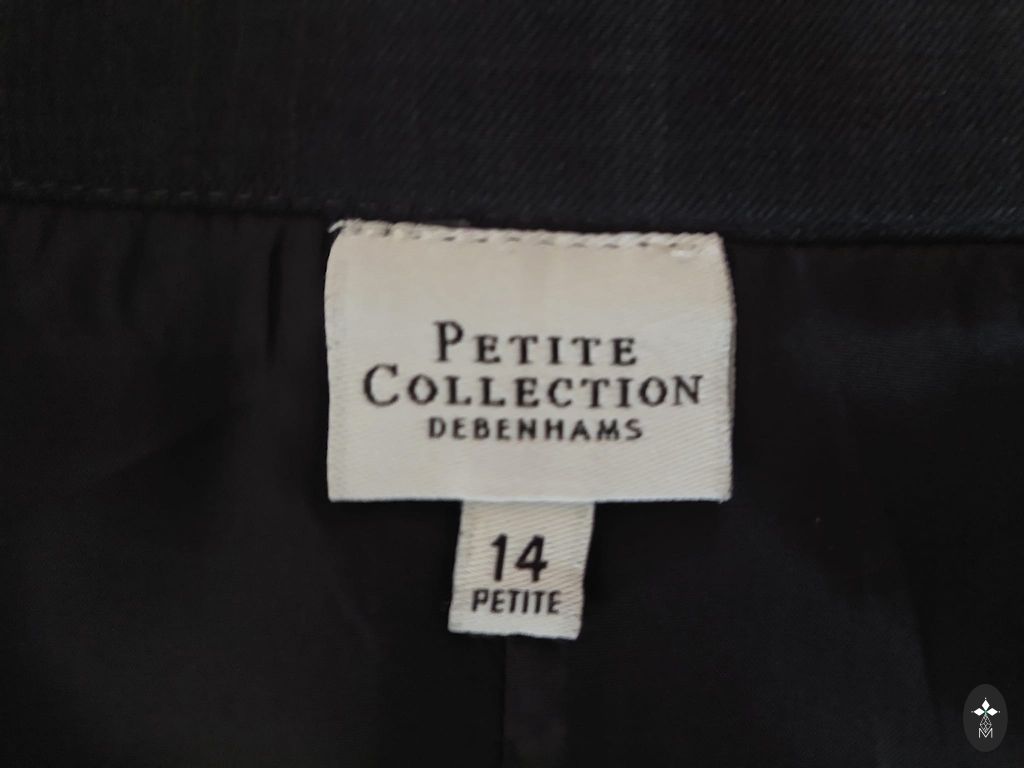 PETITE
COLLECTION
DEBENHAMS
14
PETITE
M